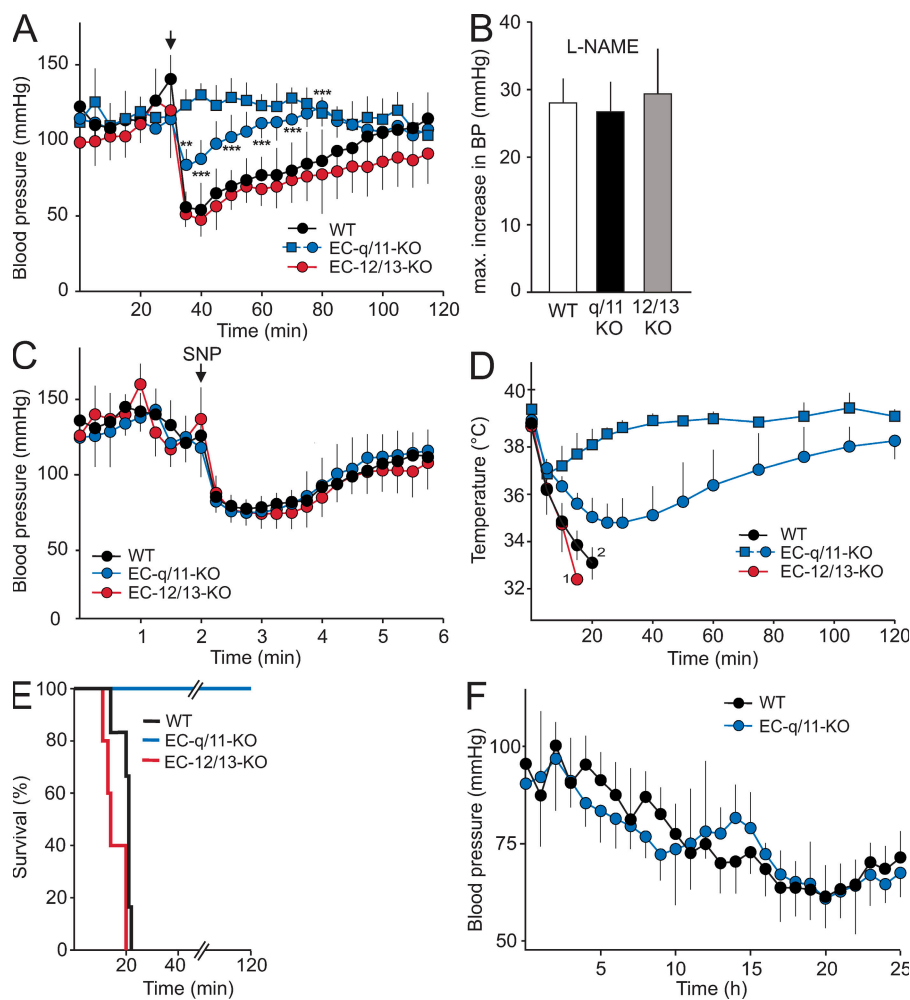 A
Blood pressure (mmHg)
150
100
50
0
**
***
***
***
***
***
WT
EC-q/11-KO
EC-12/13-KO
20 40 60 80 100 120
Time (min)
B
max. increase in BP (mmHg)
40
30
20
10
0
L-NAME
WT q/11 12/13
KO KO
C
Blood pressure (mmHg)
150
100
50
0
SNP
WT
EC-q/11-KO
EC-12/13-KO
1 2 3 4 5 6
Time (min)
D
Temperature (°C)
40
38
36
34
32
2
1
WT
EC-q/11-KO
EC-12/13-KO
0 20 40 60 80 100 120
Time (min)
E
Survival (%)
100
80
60
40
20
0
WT
EC-q/11-KO
EC-12/13-KO
20 40 120
Time (min)
F
Blood pressure (mmHg)
100
75
50
WT
EC-q/11-KO
5 10 15 20 25
Time (h)